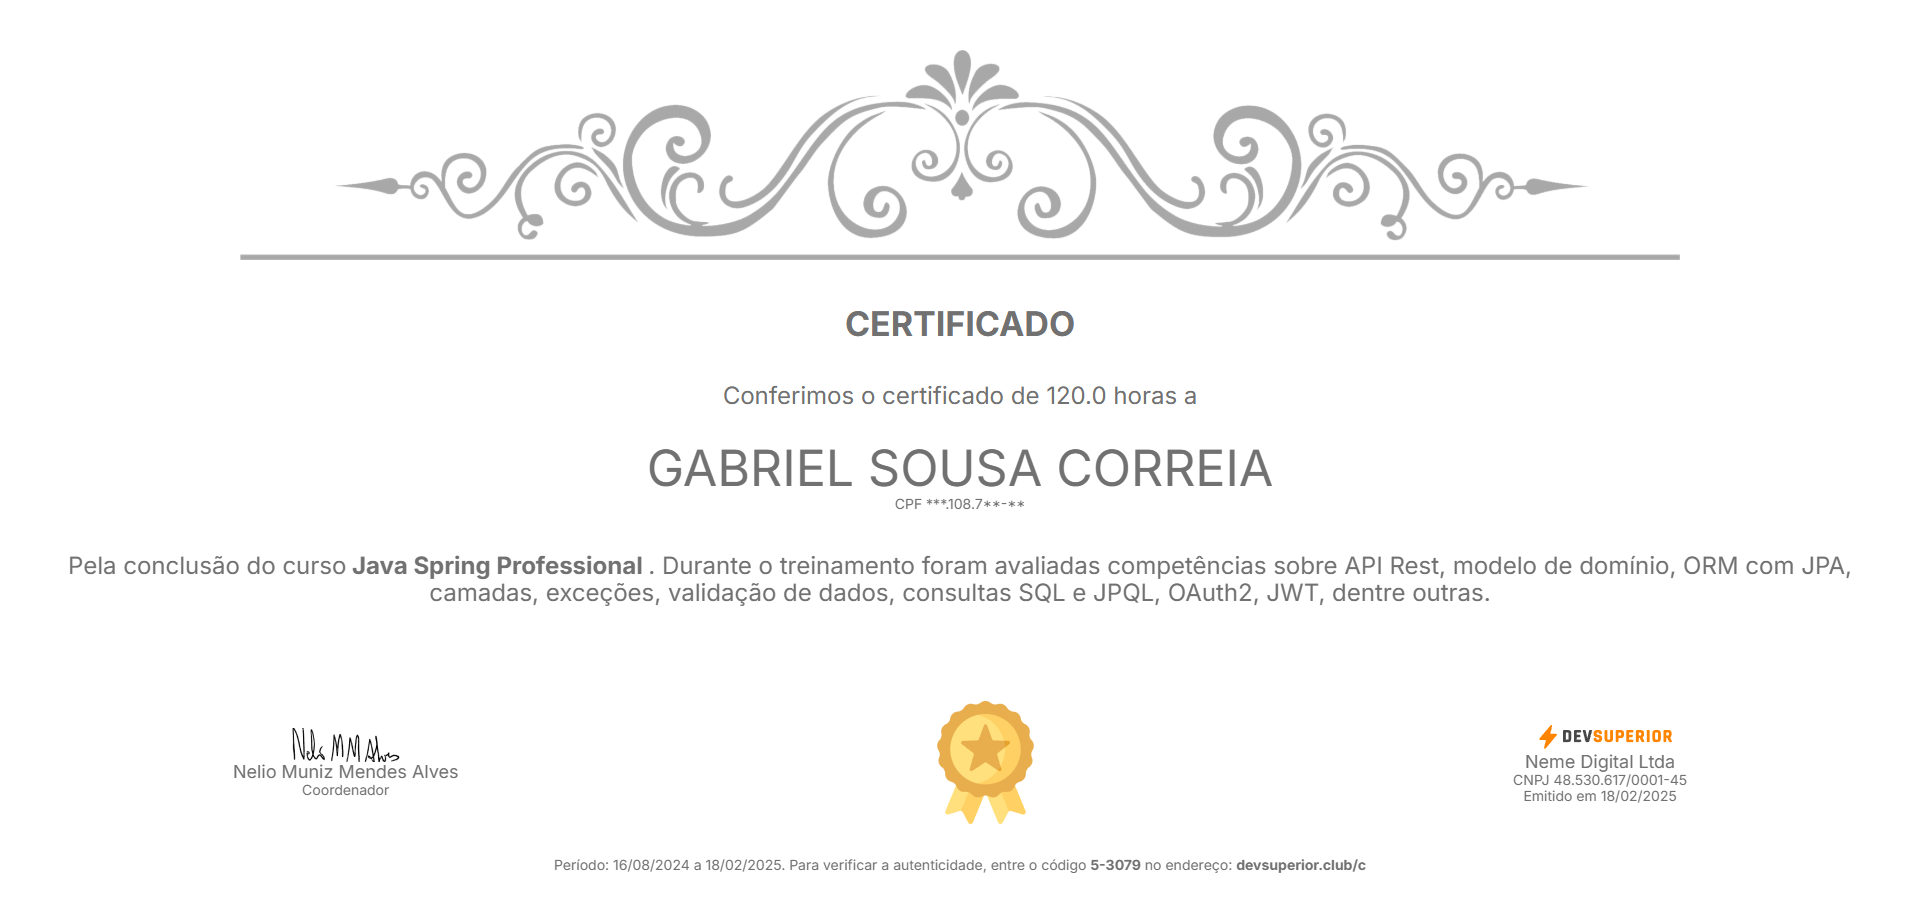 CERTIFICADO
Conferimos o certificado de 120.0 horas a
GABRIEL SOUSA CORREIA
CPF ***.108.7**-**
Pela conclusão do curso Java Spring Professional . Durante o treinamento foram avaliadas competências sobre API Rest, modelo de domínio, ORM com JPA,
camadas, exceções, validação de dados, consultas SQL e JPQL, OAuth2, JWT, dentre outras.
Nelio M M Alves
Nelio Muniz Mendes Alves
Coordenador
DEVSUPERIOR
Neme Digital Ltda
CNPJ 48.530.617/0001-45
Emitido em 18/02/2025
Período: 16/08/2024 a 18/02/2025. Para verificar a autenticidade, entre o código 5-3079 no endereço: devsuperior.club/c